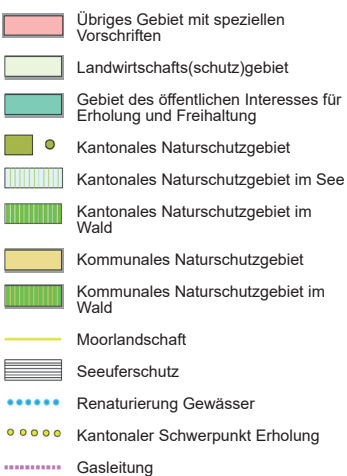 Übriges Gebiet mit speziellen
Vorschriften
Landwirtschafts(schutz)gebiet
Gebiet des öffentlichen Interesses für
Erholung und Freihaltung
Kantonales Naturschutzgebiet
Kantonales Naturschutzgebiet im See
Kantonales Naturschutzgebiet im
Wald
Kommunales Naturschutzgebiet
Kommunales Naturschutzgebiet im
Wald
Moorlandschaft
Seeuferschutz
Renaturierung Gewässer
Kantonaler Schwerpunkt Erholung
Gasleitung